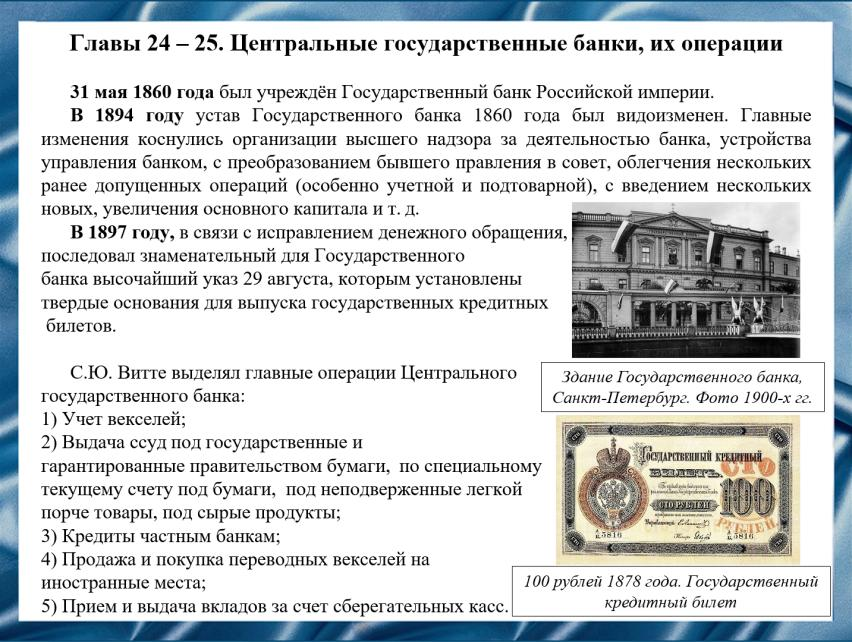 Главы 24 – 25. Центральные государственные банки, их операции
31 мая 1860 года был учреждён Государственный банк Российской империи.
В 1894 году устав Государственного банка 1860 года был видоизменен. Главные
изменения коснулись организации высшего надзора за деятельностью банка, устройства
управления банком, с преобразованием бывшего правления в совет, облегчения нескольких
ранее допущенных операций (особенно учетной и подтоварной), с введением нескольких
новых, увеличения основного капитала и т. д.
В 1897 году, в связи с исправлением денежного обращения,
последовал знаменательный для Государственного
банка высочайший указ 29 августа, которым установлены
твердые основания для выпуска государственных кредитных
билетов.
С.Ю. Витте выделял главные операции Центрального
государственного банка:
1) Учет векселей;
2) Выдача ссуд под государственные и
гарантированные правительством бумаги, по специальному
текущему счету под бумаги, под неподверженные легкой
порче товары, под сырые продукты;
3) Кредиты частным банкам;
4) Продажа и покупка переводных векселей на
иностранные места;
5) Прием и выдача вкладов за счет сберегательных касс.
Здание Государственного банка,
Санкт-Петербург. Фото 1900-х гг.
Государственный кредитный
билетъ.
СТО
100
СТО РУБЛЕЙ
РУБЛЕЙ.
5816
5816
100 рублей 1878 года. Государственный
кредитный билет